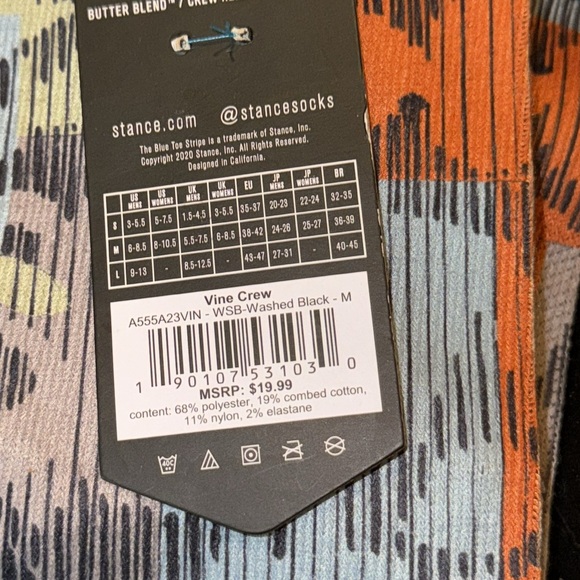 BUTTER BLEND™ / CREW
stance.com @stancesocks
The Blue Toe Stripe is a trademark of Stance, Inc.
Copyright 2020 Stance, Inc. All Rights Reserved.
Designed in California.
US MENS US WOMENS UK MENS UK WOMENS EU JP MENS JP WOMENS BR
S 3-5.5 5-7.5 1.5-4.5 3-5.5 35-37 20-23 22-24 32-35
M 6-8.5 8-10.5 5.5-7.5 6-8.5 38-42 24-26 25-27 36-39
L 9-13 - 8.5-12.5 - 43-47 27-31 - 40-45
Vine Crew
A555A23VIN - WSB-Washed Black - M
1 90107 53103 0
MSRP: $19.99
content: 68% polyester, 19% combed cotton,
11% nylon, 2% elastane
40C